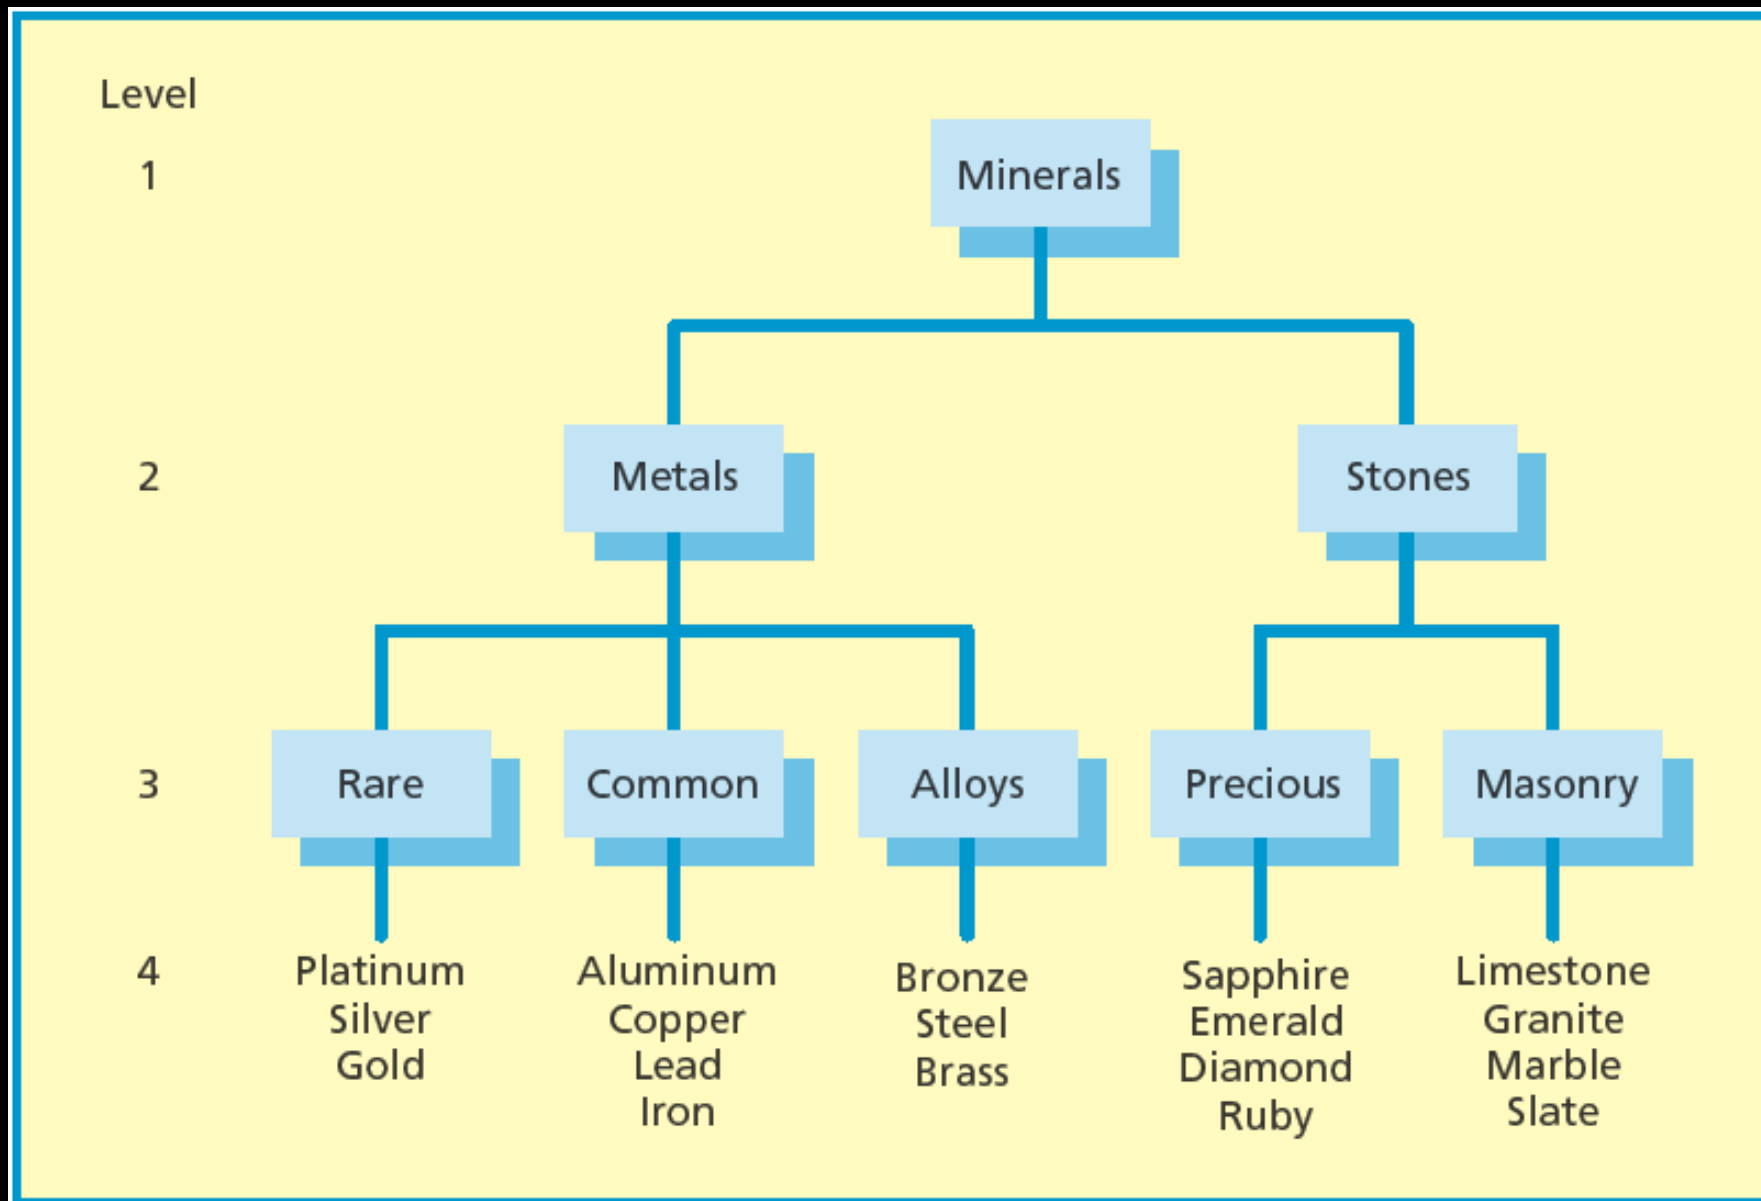 Level
1
Minerals
2
Metals
Stones
3
Rare
Common
Alloys
Precious
Masonry
4
Platinum
Silver
Gold
Aluminum
Copper
Lead
Iron
Bronze
Steel
Brass
Sapphire
Emerald
Diamond
Ruby
Limestone
Granite
Marble
Slate